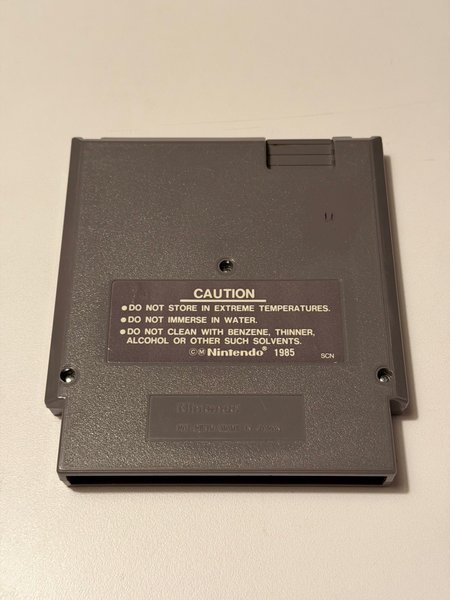 CAUTION
●DO NOT STORE IN EXTREME TEMPERATURES.
●DO NOT IMMERSE IN WATER.
●DO NOT CLEAN WITH BENZENE, THINNER,
ALCOHOL OR OTHER SUCH SOLVENTS.
©Ⓜ Nintendo® 1985 SCN
Nintendo